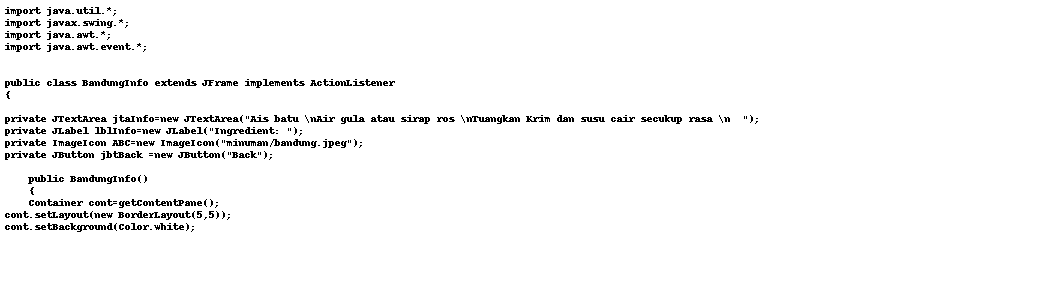 import java.util.*;
import javax.swing.*;
import java.awt.*;
import java.awt.event.*;
public class BandungInfo extends JFrame implements ActionListener
{
private JTextArea jtaInfo=new JTextArea("Ais batu \nAir gula atau sirap ros \nTuangkan Krim dan susu cair secukup rasa \n  ");
private JLabel lblInfo=new JLabel("Ingredient: ");
private ImageIcon ABC=new ImageIcon("minuman/bandung.jpeg");
private JButton jbtBack =new JButton("Back");
    public BandungInfo()
    {
    Container cont=getContentPane();
cont.setLayout(new BorderLayout(5,5));
cont.setBackground(Color.white);